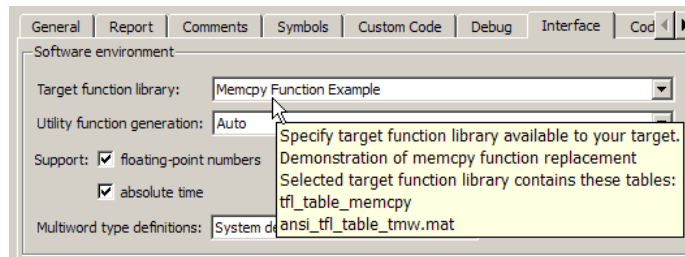 General Report Comments Symbols Custom Code Debug Interface Cod
Software environment
Target function library: Memcpy Function Example
Utility function generation: Auto
Specify target function library available to your target.
Demonstration of memcpy function replacement
Support: floating-point numbers
Selected target function library contains these tables:
absolute time
tfl_table_memcpy
Multiword type definitions: System de
ansi_tfl_table_tmw.mat